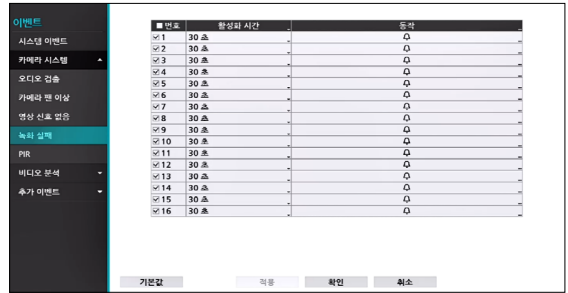 이벤트
시스템 이벤트
카메라 시스템
오디오 검출
카메라 팬 이상
영상 신호 없음
녹화 실패
PIR
비디오 분석
추가 이벤트
번호 활성화 시간 동작
1 30 초
2 30 초
3 30 초
4 30 초
5 30 초
6 30 초
7 30 초
8 30 초
9 30 초
10 30 초
11 30 초
12 30 초
13 30 초
14 30 초
15 30 초
16 30 초
기본값 적용 확인 취소